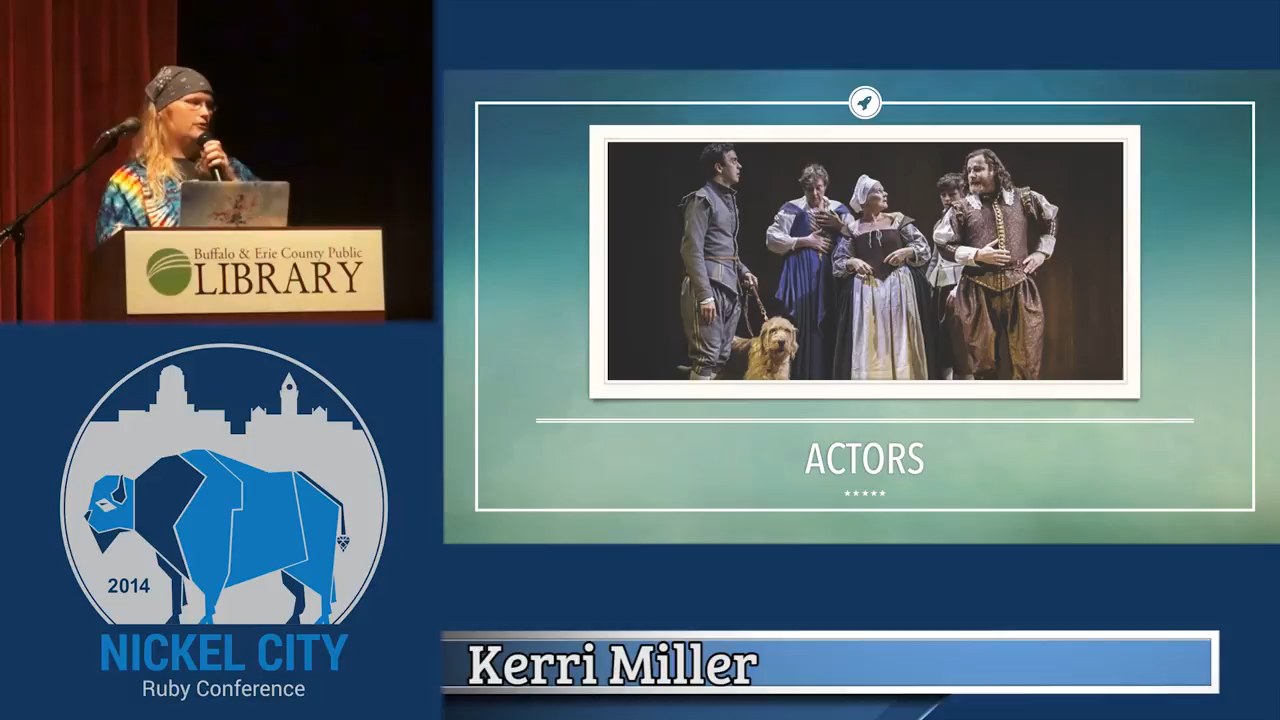 Buffalo & Erie County Public
LIBRARY
ACTORS
2014
NICKEL CITY
Ruby Conference
Kerri Miller